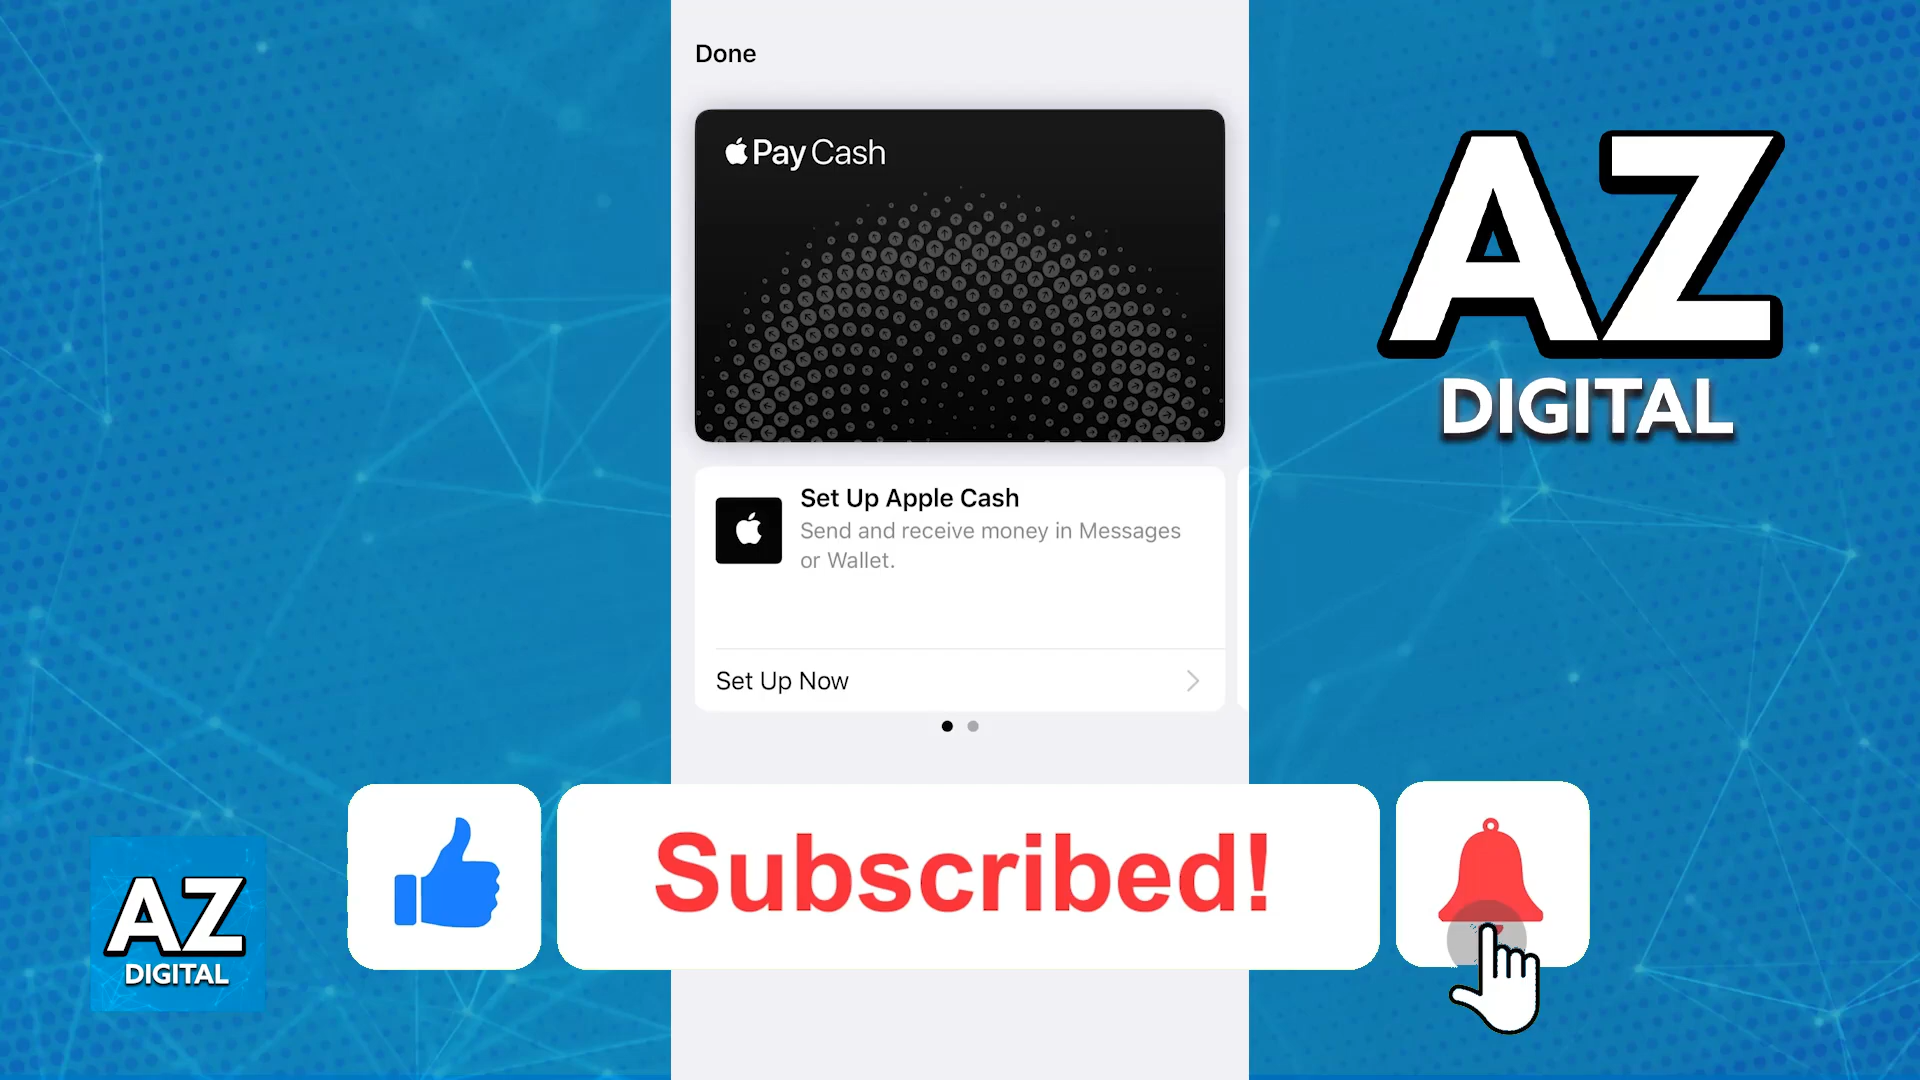 Done
Pay Cash
AZ
DIGITAL
Set Up Apple Cash
Send and receive money in Messages
or Wallet.
Set Up Now
Subscribed!
AZ
DIGITAL